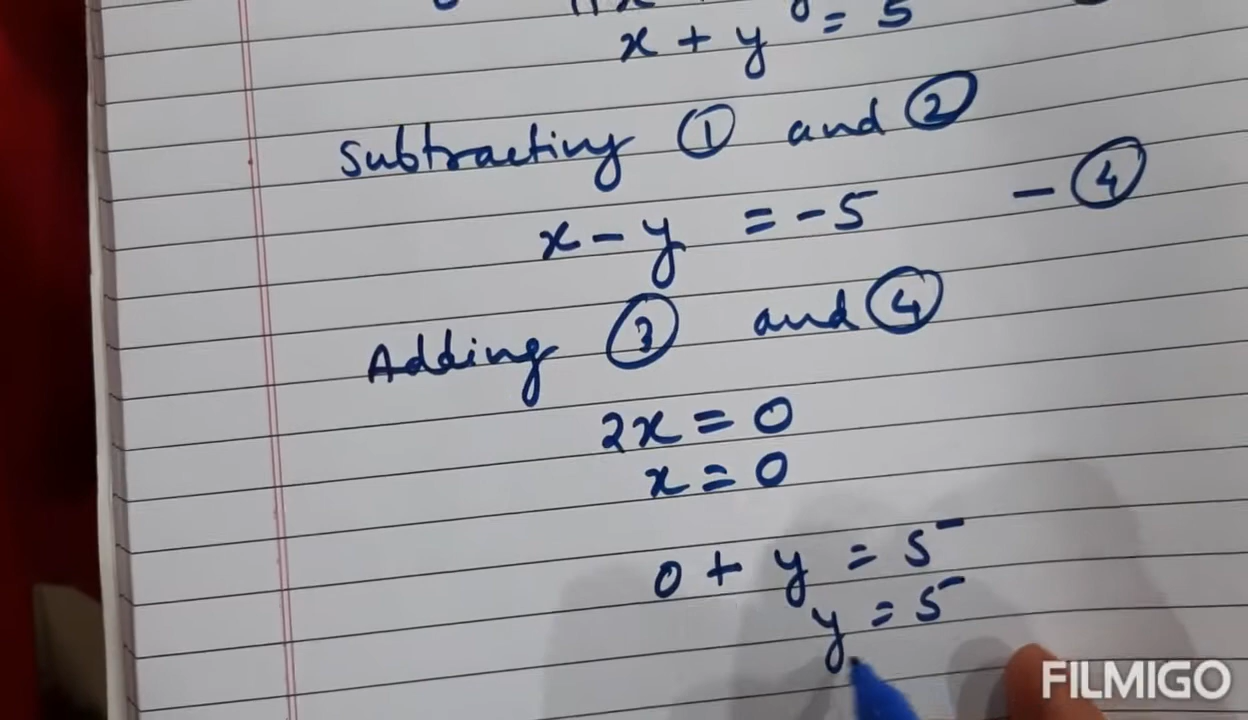 x + y = 5
Subtracting ① and ②
x - y = -5 - ④
Adding ③ and ④
2x = 0
x = 0
0 + y = 5
y = 5
FILMIGO